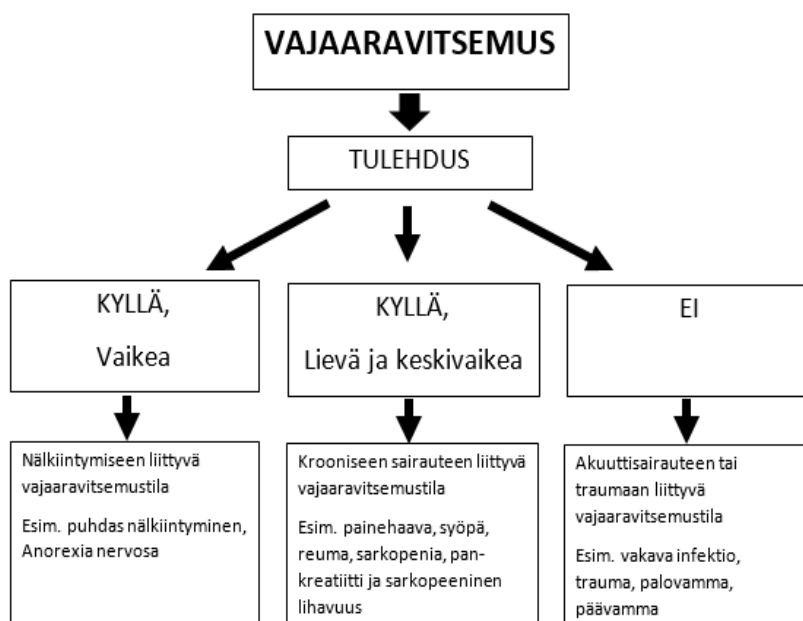 VAJAARAVITSEMUS
TULEHDUS
KYLLÄ,
Vaikea
KYLLÄ,
Lievä ja keskivaikea
EI
Nälkiintymiseen liittyvä
vajaaravitsemustila
Esim. puhdas nälkiintyminen,
Anorexia nervosa
Krooniseen sairauteen liittyvä
vajaaravitsemustila
Esim. painehaava, syöpä,
reuma, sarkopenia, pan-
kreatiitti ja sarkopeeninen
lihavuus
Akuuttisairauteen tai
traumaan liittyvä
vajaaravitsemustila
Esim. vakava infektio,
trauma, palovamma,
päävamma